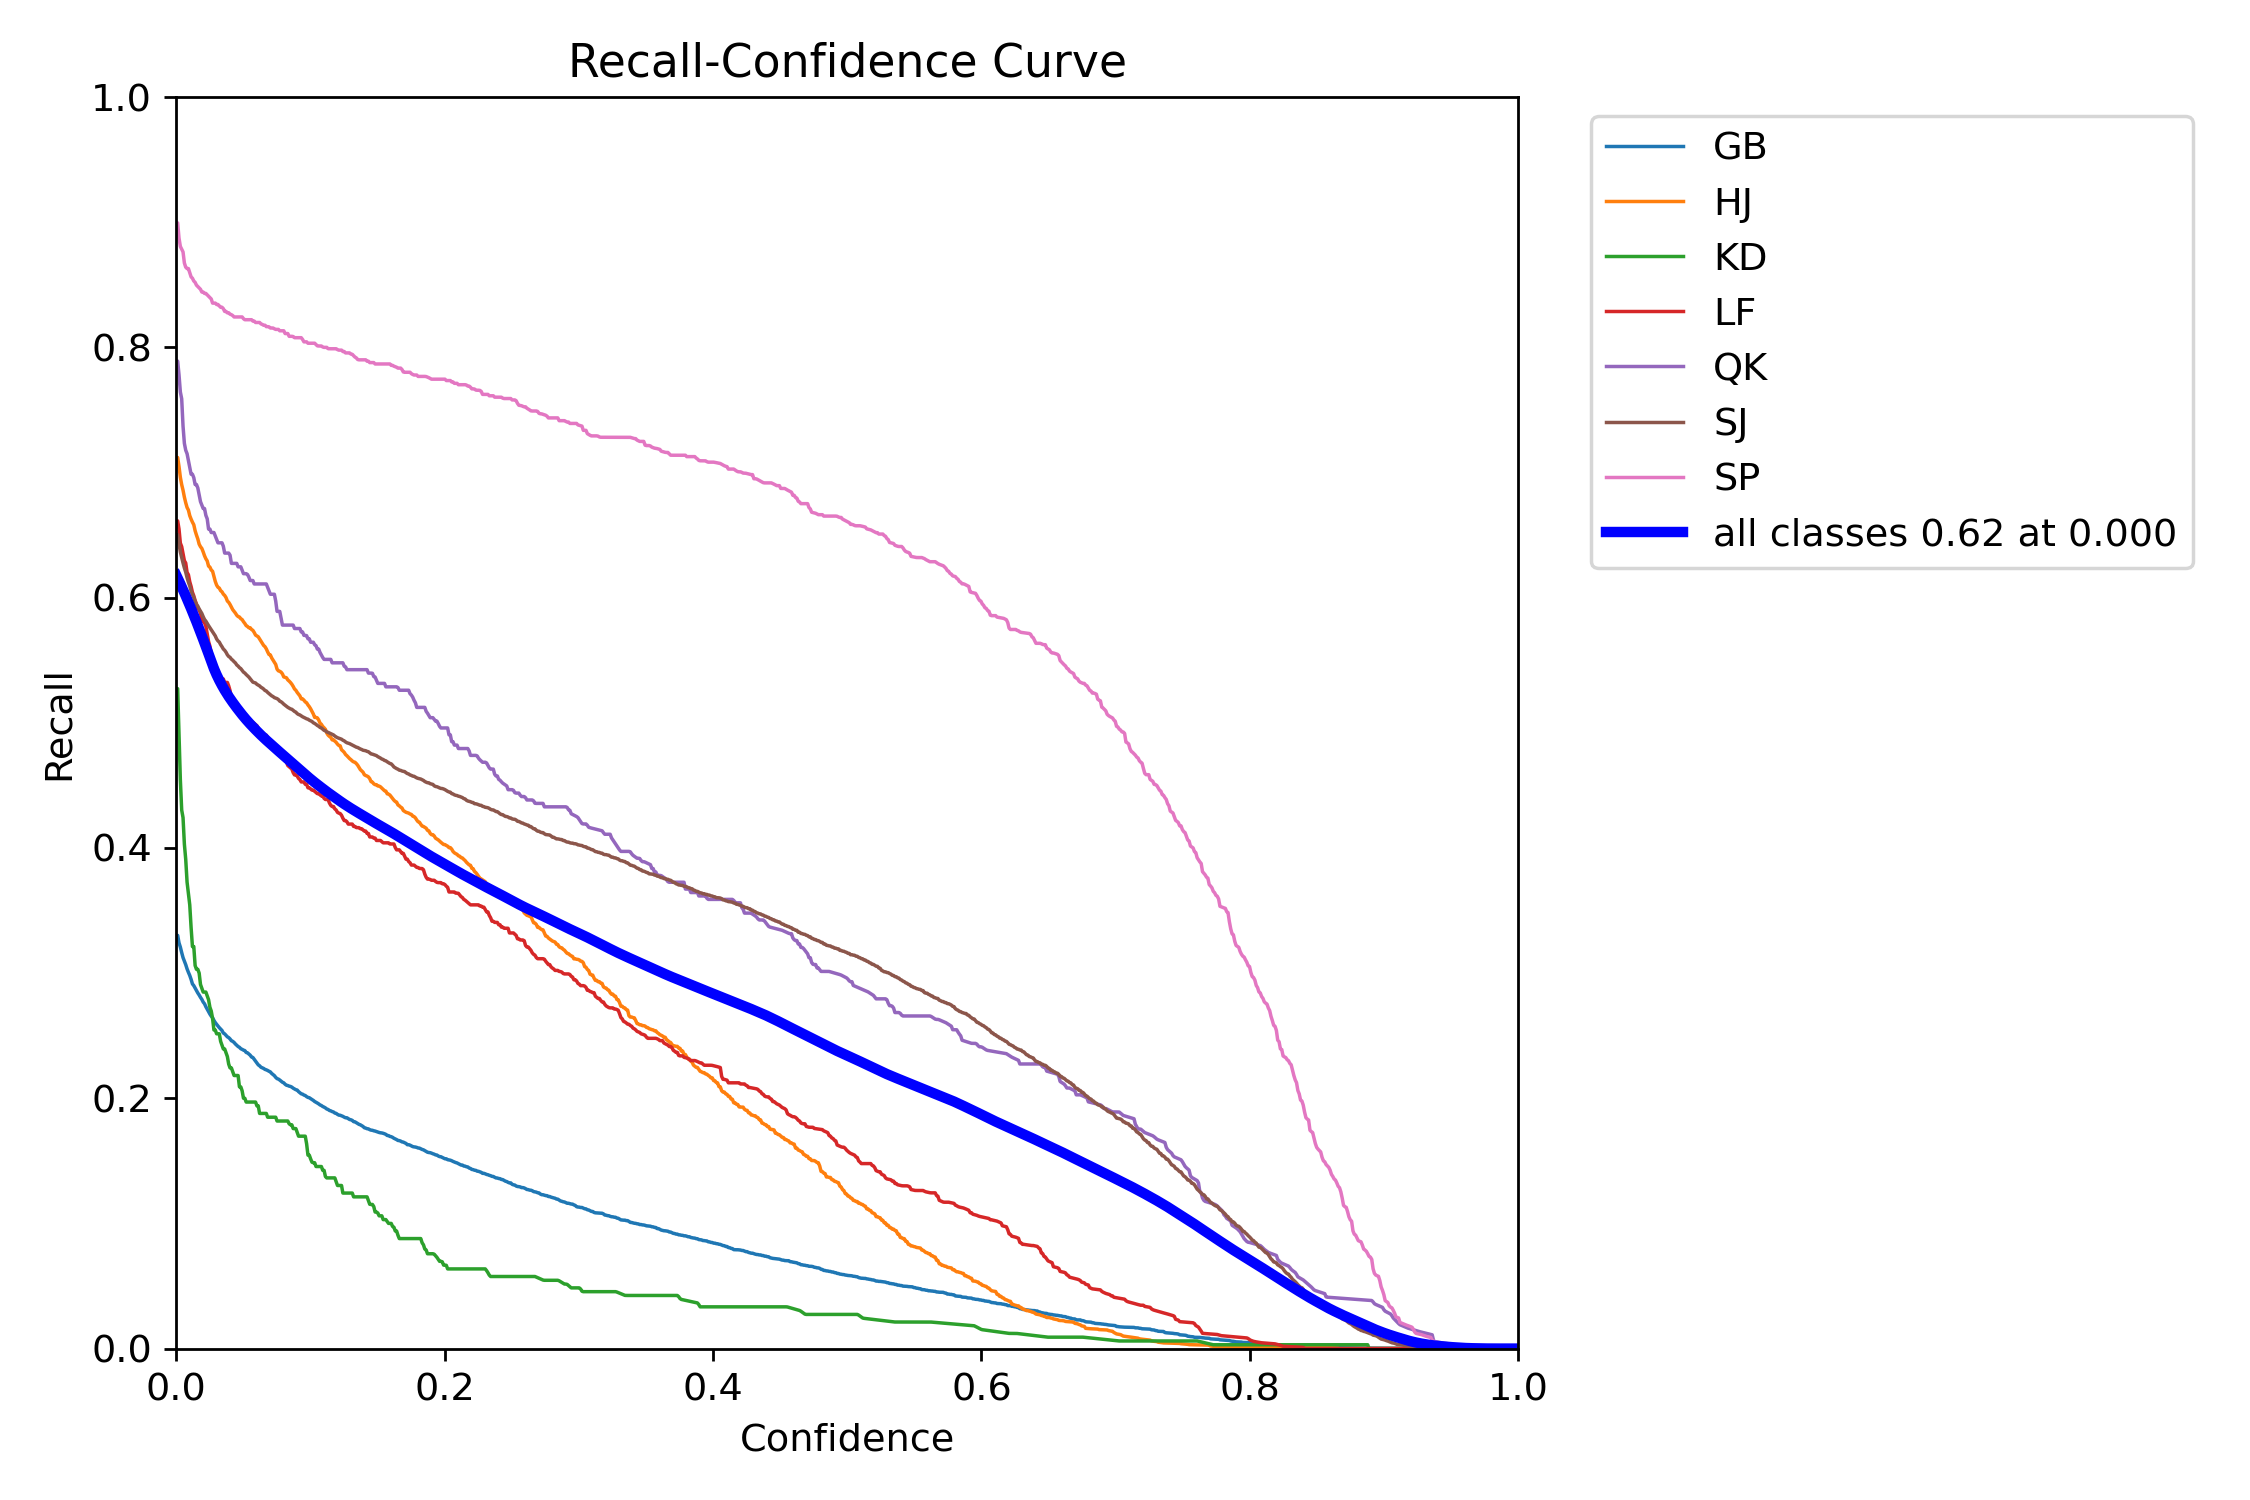 Recall-Confidence Curve
1.0
0.8
0.6
0.4
0.2
0.0
Recall
0.0 0.2 0.4 0.6 0.8 1.0
Confidence
GB
HJ
KD
LF
QK
SJ
SP
all classes 0.62 at 0.000